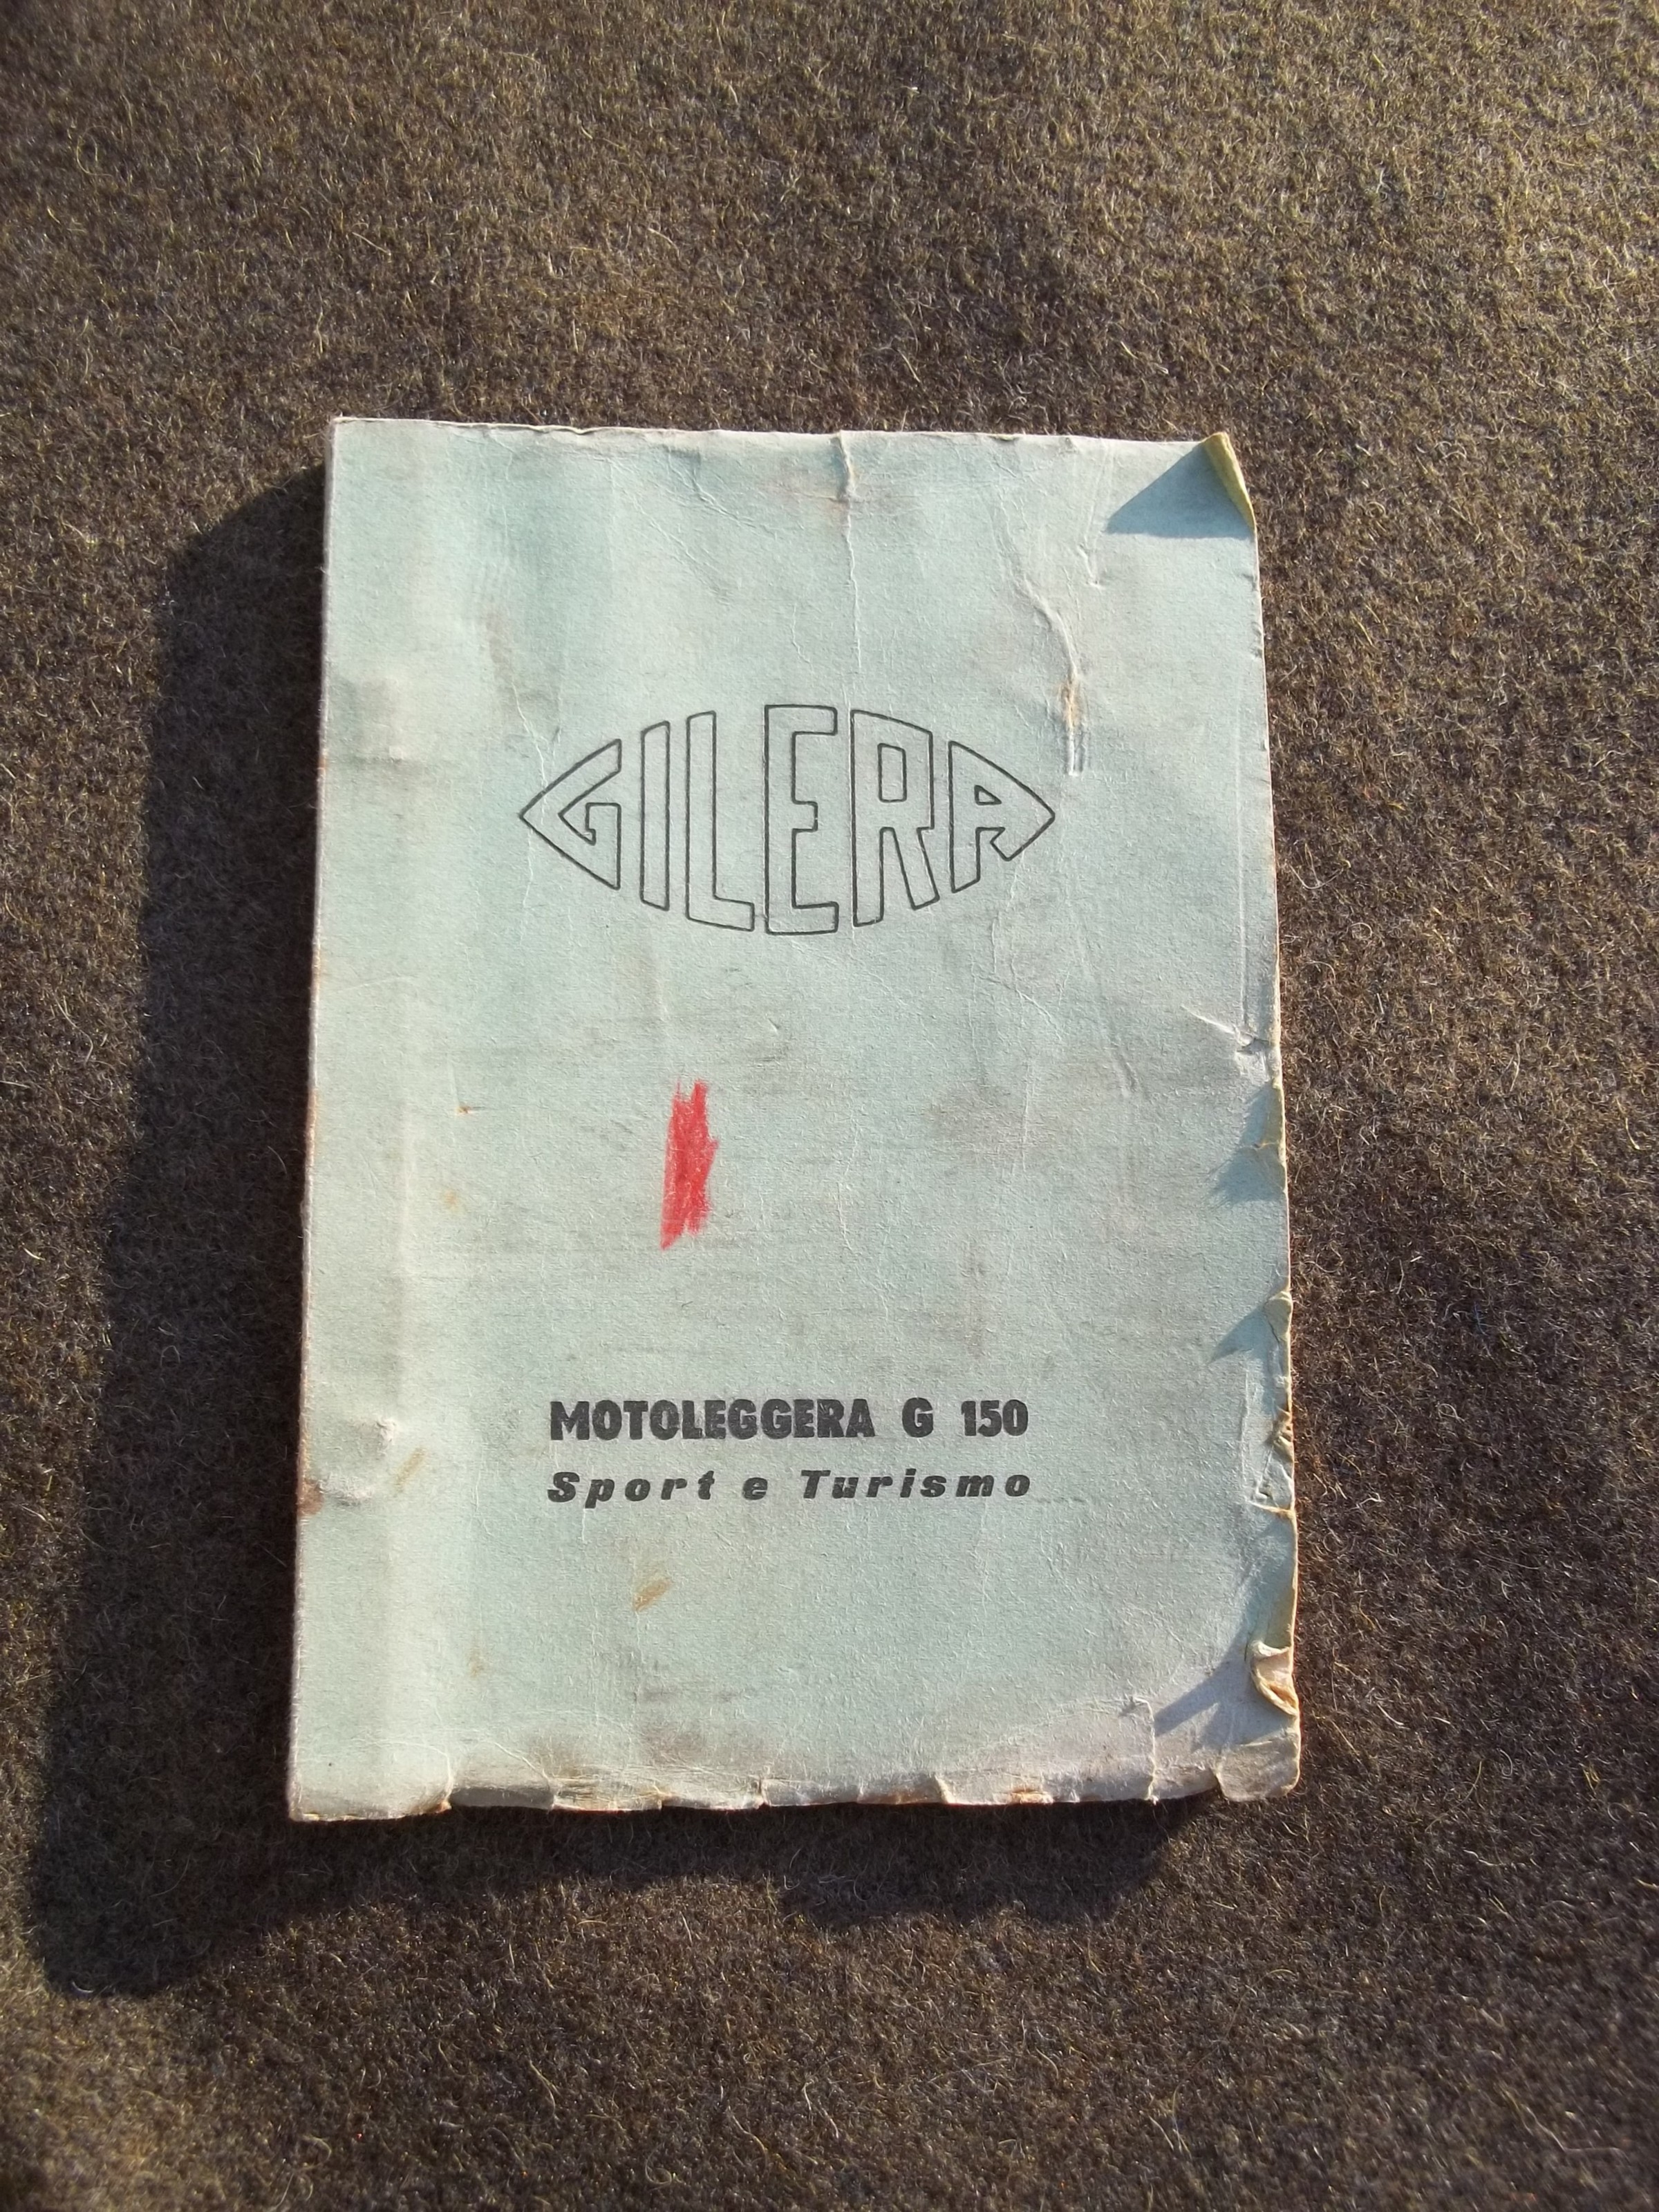 GILERA
MOTOLEGGERA G 150
Sport e Turismo